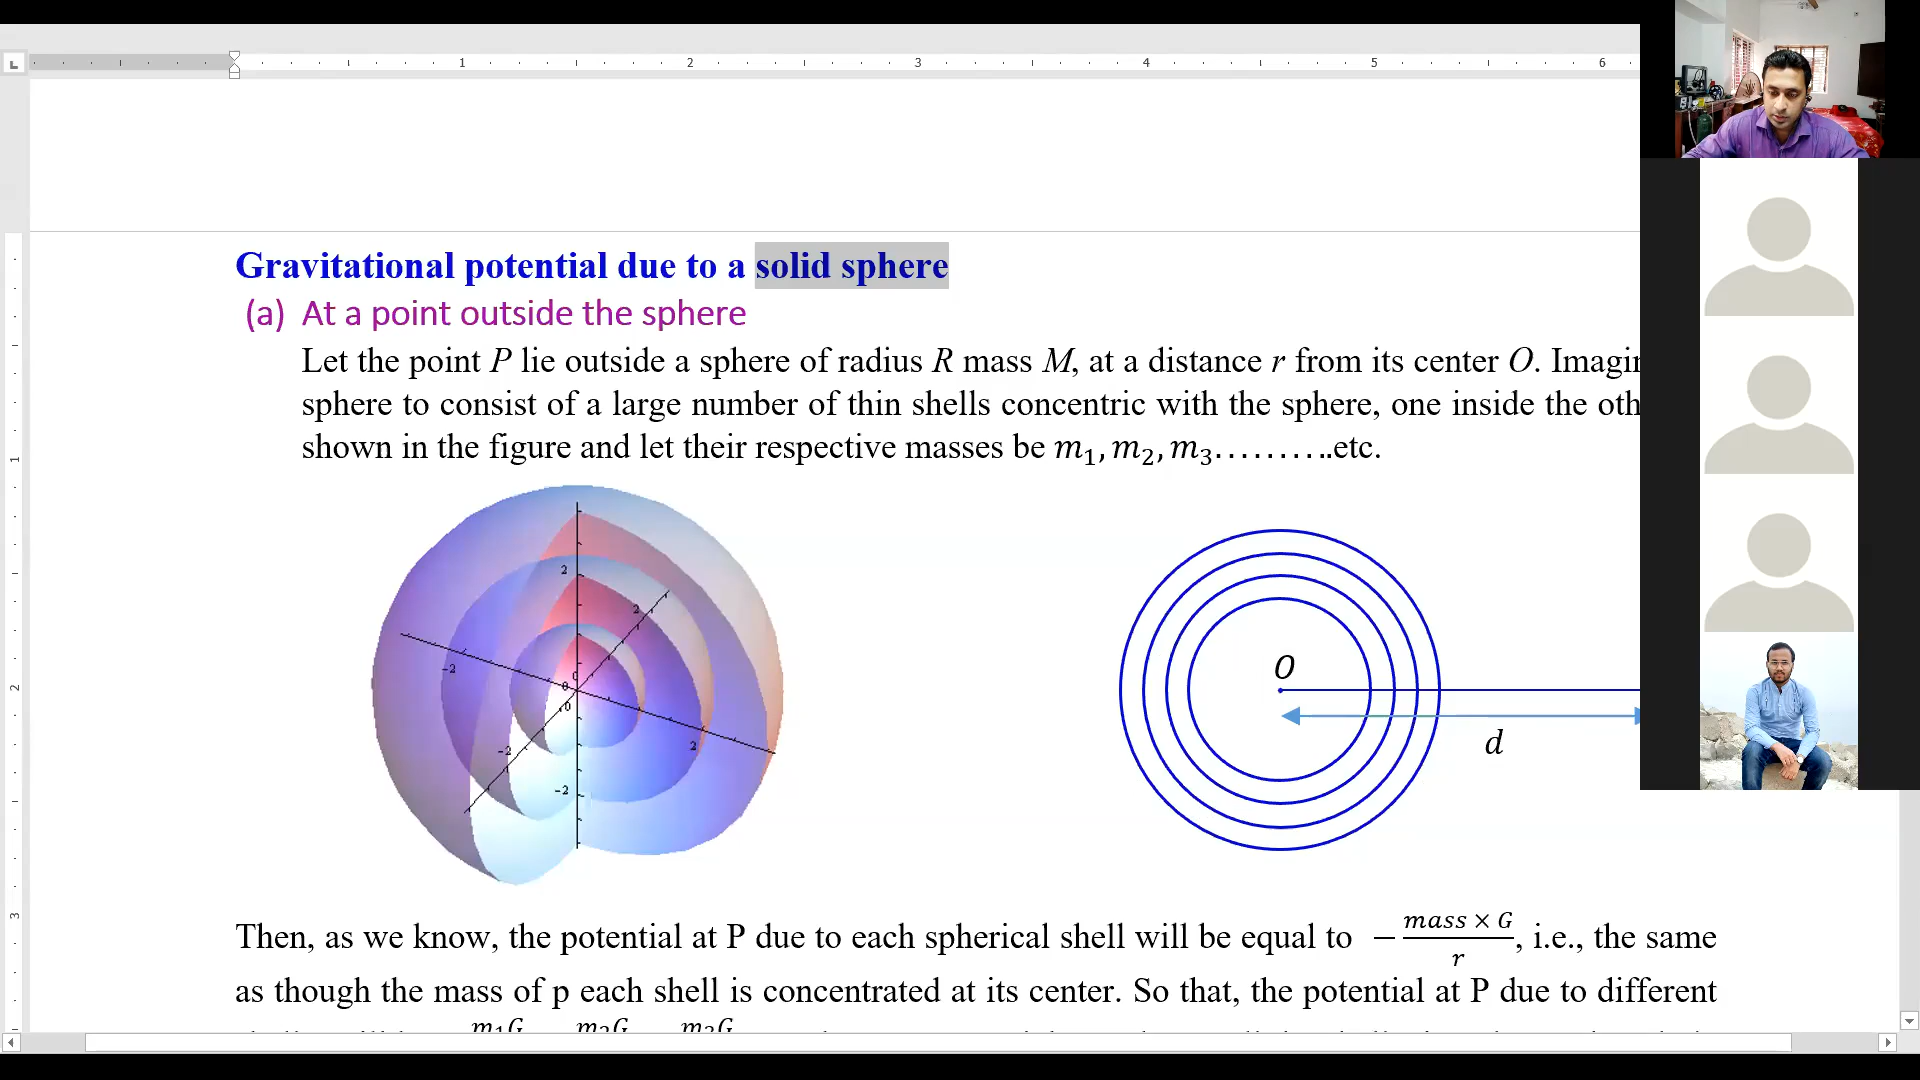 1 2 3 4 5 6
Gravitational potential due to a solid sphere
(a) At a point outside the sphere
Let the point P lie outside a sphere of radius R mass M, at a distance r from its center O.
sphere to consist of a large number of thin shells concentric with the sphere, one inside the
shown in the figure and let their respective masses be m₁, m₂, m₃..........etc.
2
2
-2
0
0
0
-2
2
-2
O
d
1
2
3
Then, as we know, the potential at P due to each spherical shell will be equal to − mass × G / r, i.e., the same
as though the mass of p each shell is concentrated at its center. So that, the potential at P due to different
m₁G m₂G m₃G